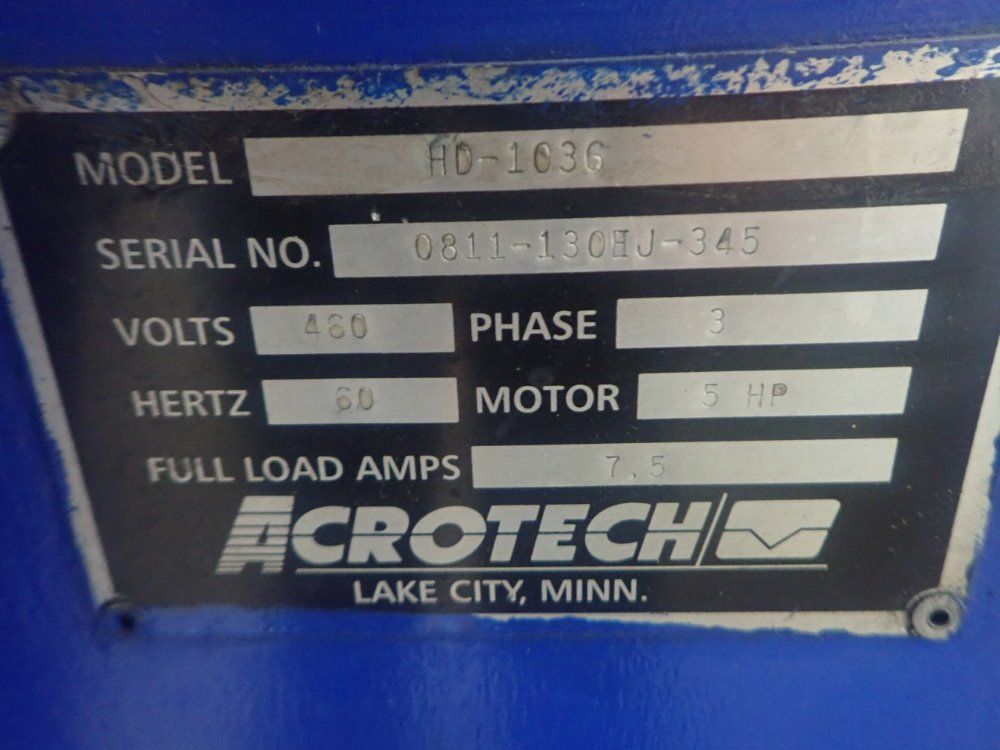 MODEL HD-1036
SERIAL NO. 0811-130HJ-345
VOLTS 460 PHASE 3
HERTZ 60 MOTOR 5 HP
FULL LOAD AMPS 7.5
ACROTECH
LAKE CITY, MINN.